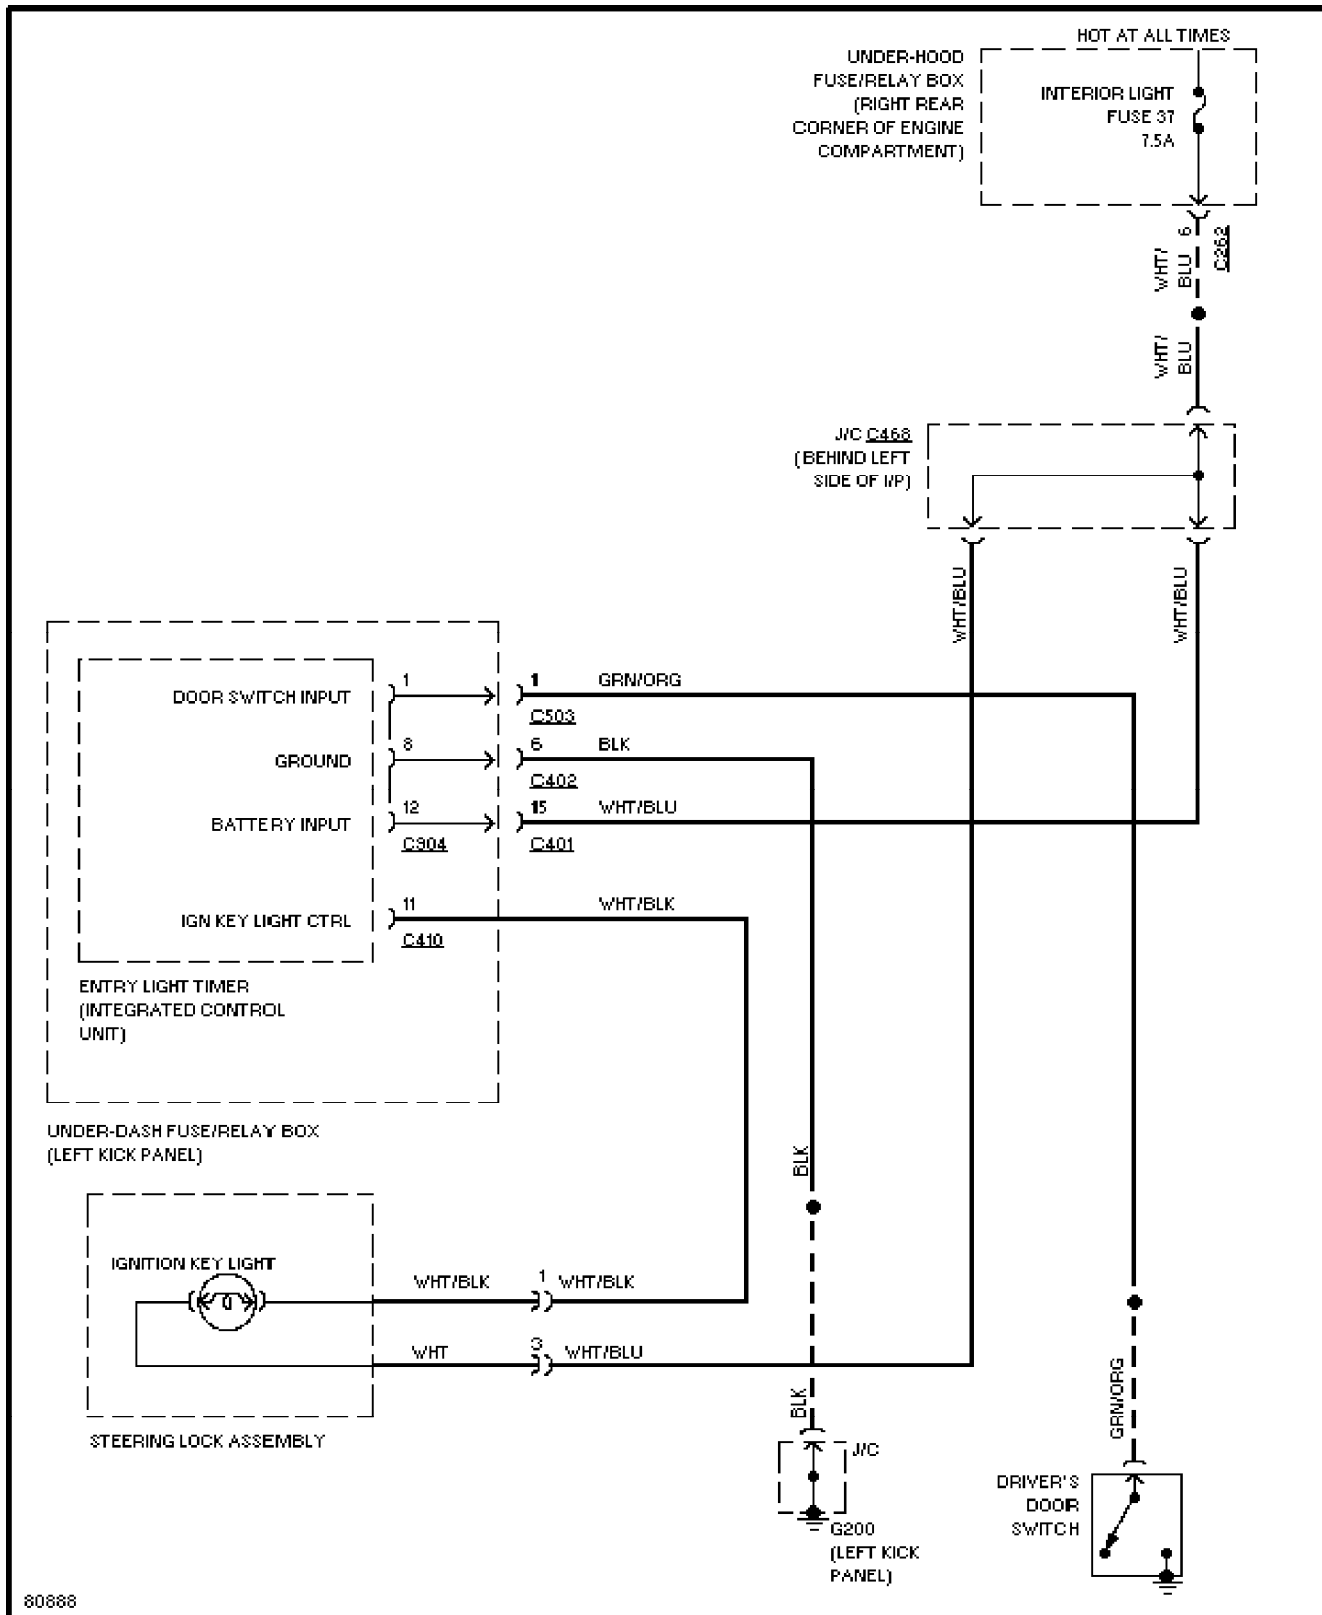 HOT AT ALL TIMES
UNDER-HOOD
FUSE/RELAY BOX
(RIGHT REAR
CORNER OF ENGINE
COMPARTMENT)
INTERIOR LIGHT
FUSE 37
7.5A
6
C262
WHT/
BLU
WHT/
BLU
J/C C468
(BEHIND LEFT
SIDE OF I/P)
WHT/BLU
WHT/BLU
DOOR SWITCH INPUT
1
1
GRN/ORG
C503
GROUND
8
6
BLK
C402
BATTERY INPUT
12
15
WHT/BLU
C904
C401
IGN KEY LIGHT CTRL
11
WHT/BLK
C410
ENTRY LIGHT TIMER
(INTEGRATED CONTROL
UNIT)
UNDER-DASH FUSE/RELAY BOX
(LEFT KICK PANEL)
BLK
IGNITION KEY LIGHT
WHT/BLK
1
WHT/BLK
WHT
3
WHT/BLU
STEERING LOCK ASSEMBLY
BLK
GRN/ORG
J/C
G200
(LEFT KICK
PANEL)
DRIVER'S
DOOR
SWITCH
80888